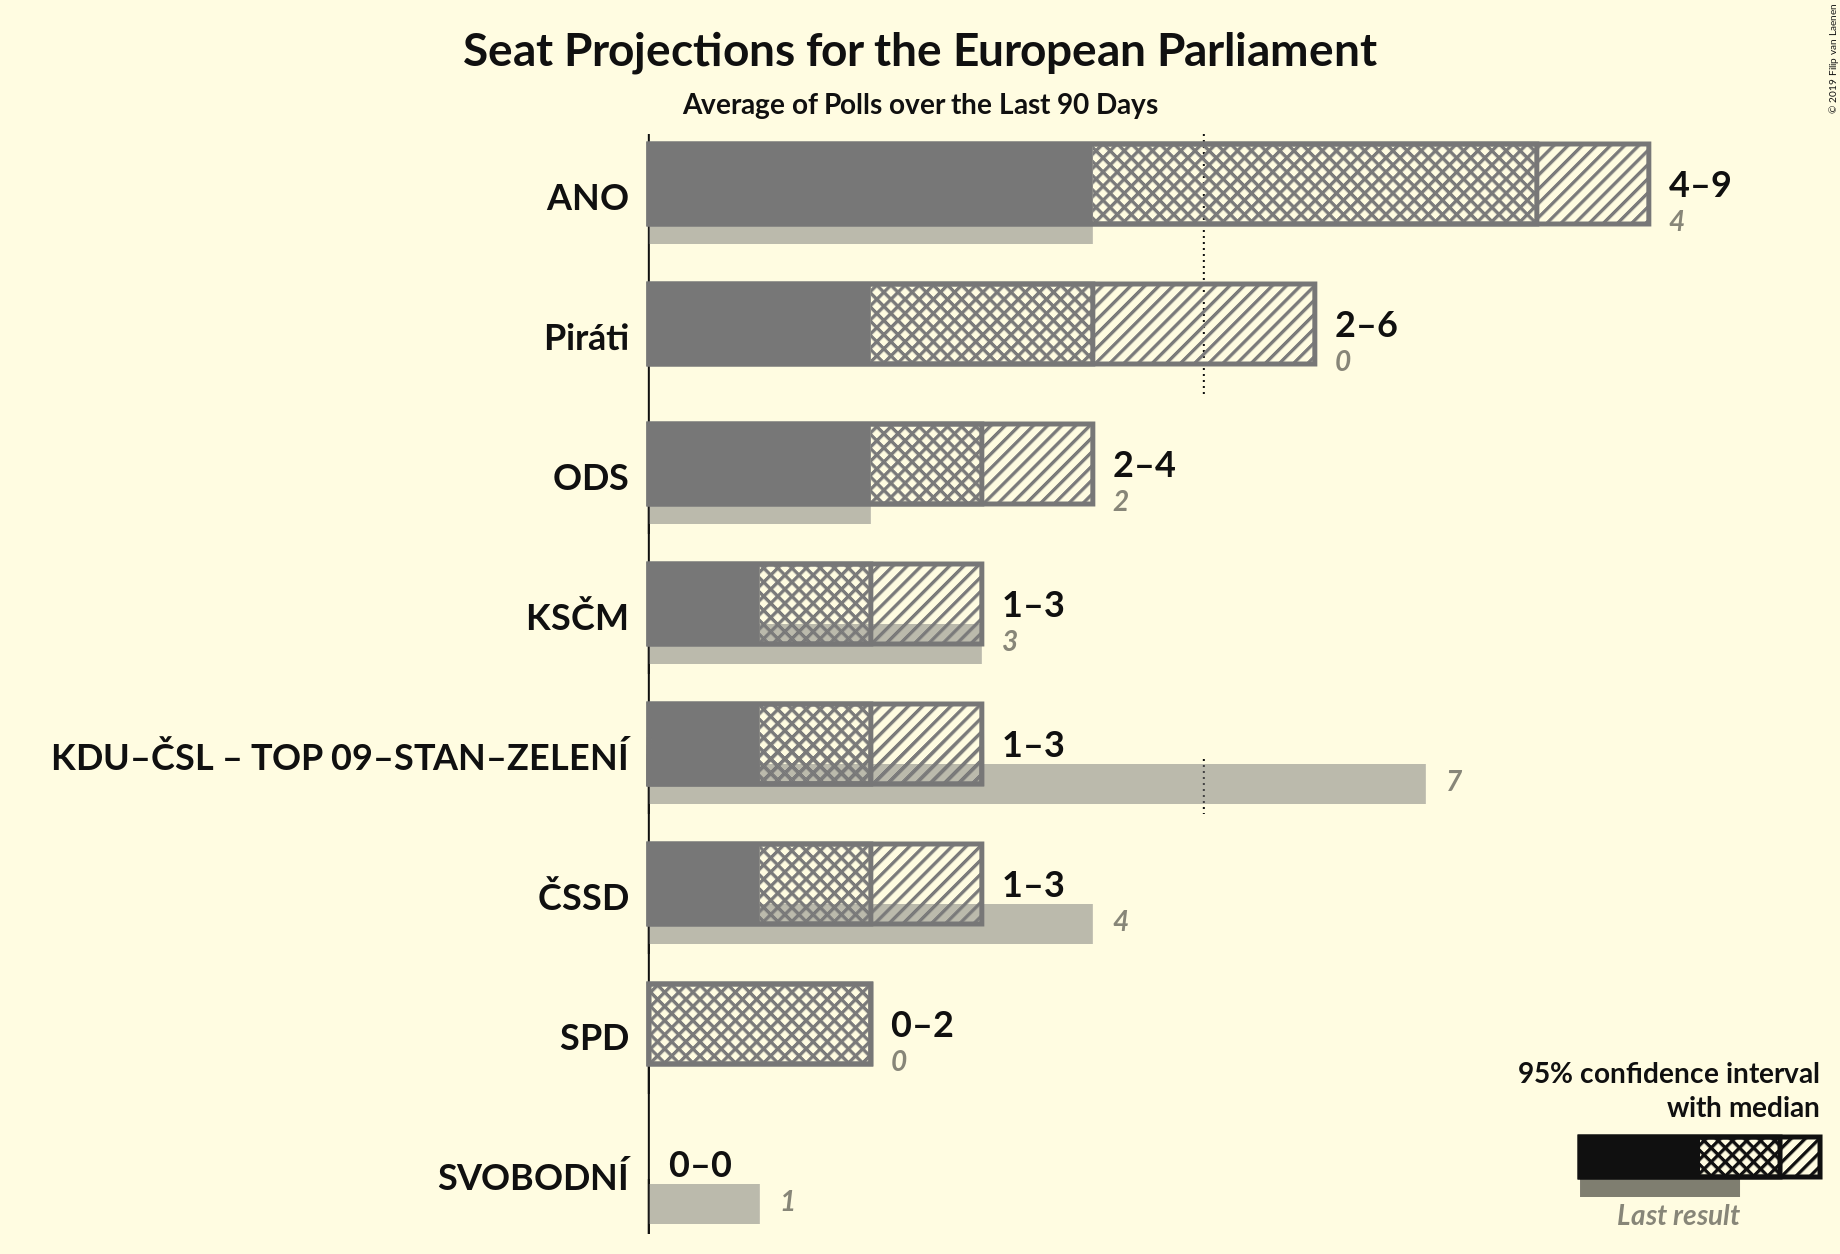 Seat Projections for the European Parliament
Average of Polls over the Last 90 Days
© 2019 Filip van Laenen
ANO
4–9
4
Piráti
2–6
0
ODS
2–4
2
KSČM
1–3
3
KDU–ČSL – TOP 09–STAN–ZELENÍ
1–3
7
ČSSD
1–3
4
SPD
0–2
0
SVOBODNÍ
0–0
1
95% confidence interval
with median
Last result